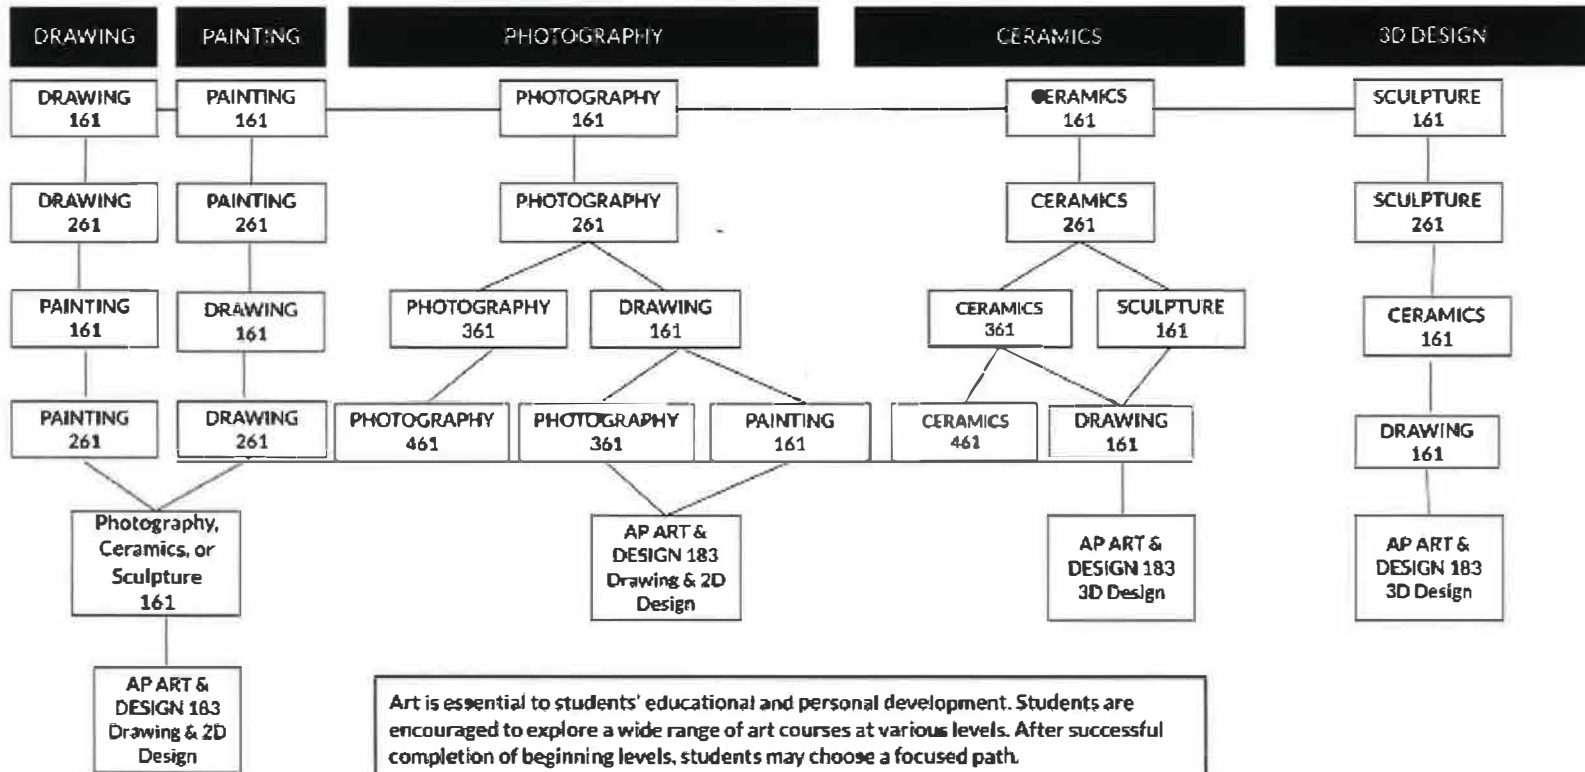 DRAWING
PAINTING
PHOTOGRAPHY
CERAMICS
3D DESIGN
DRAWING
161
PAINTING
161
PHOTOGRAPHY
161
CERAMICS
161
SCULPTURE
161
DRAWING
261
PAINTING
261
PHOTOGRAPHY
261
CERAMICS
261
SCULPTURE
261
PAINTING
161
DRAWING
161
PHOTOGRAPHY
361
DRAWING
161
CERAMICS
361
SCULPTURE
161
CERAMICS
161
PAINTING
261
DRAWING
261
PHOTOGRAPHY
461
PHOTOGRAPHY
361
PAINTING
161
CERAMICS
461
DRAWING
161
DRAWING
161
Photography,
Ceramics, or
Sculpture
161
AP ART &
DESIGN 183
Drawing & 2D
Design
AP ART &
DESIGN 183
3D Design
AP ART &
DESIGN 183
3D Design
AP ART &
DESIGN 183
Drawing & 2D
Design
Art is essential to students' educational and personal development. Students are
encouraged to explore a wide range of art courses at various levels. After successful
completion of beginning levels, students may choose a focused path.